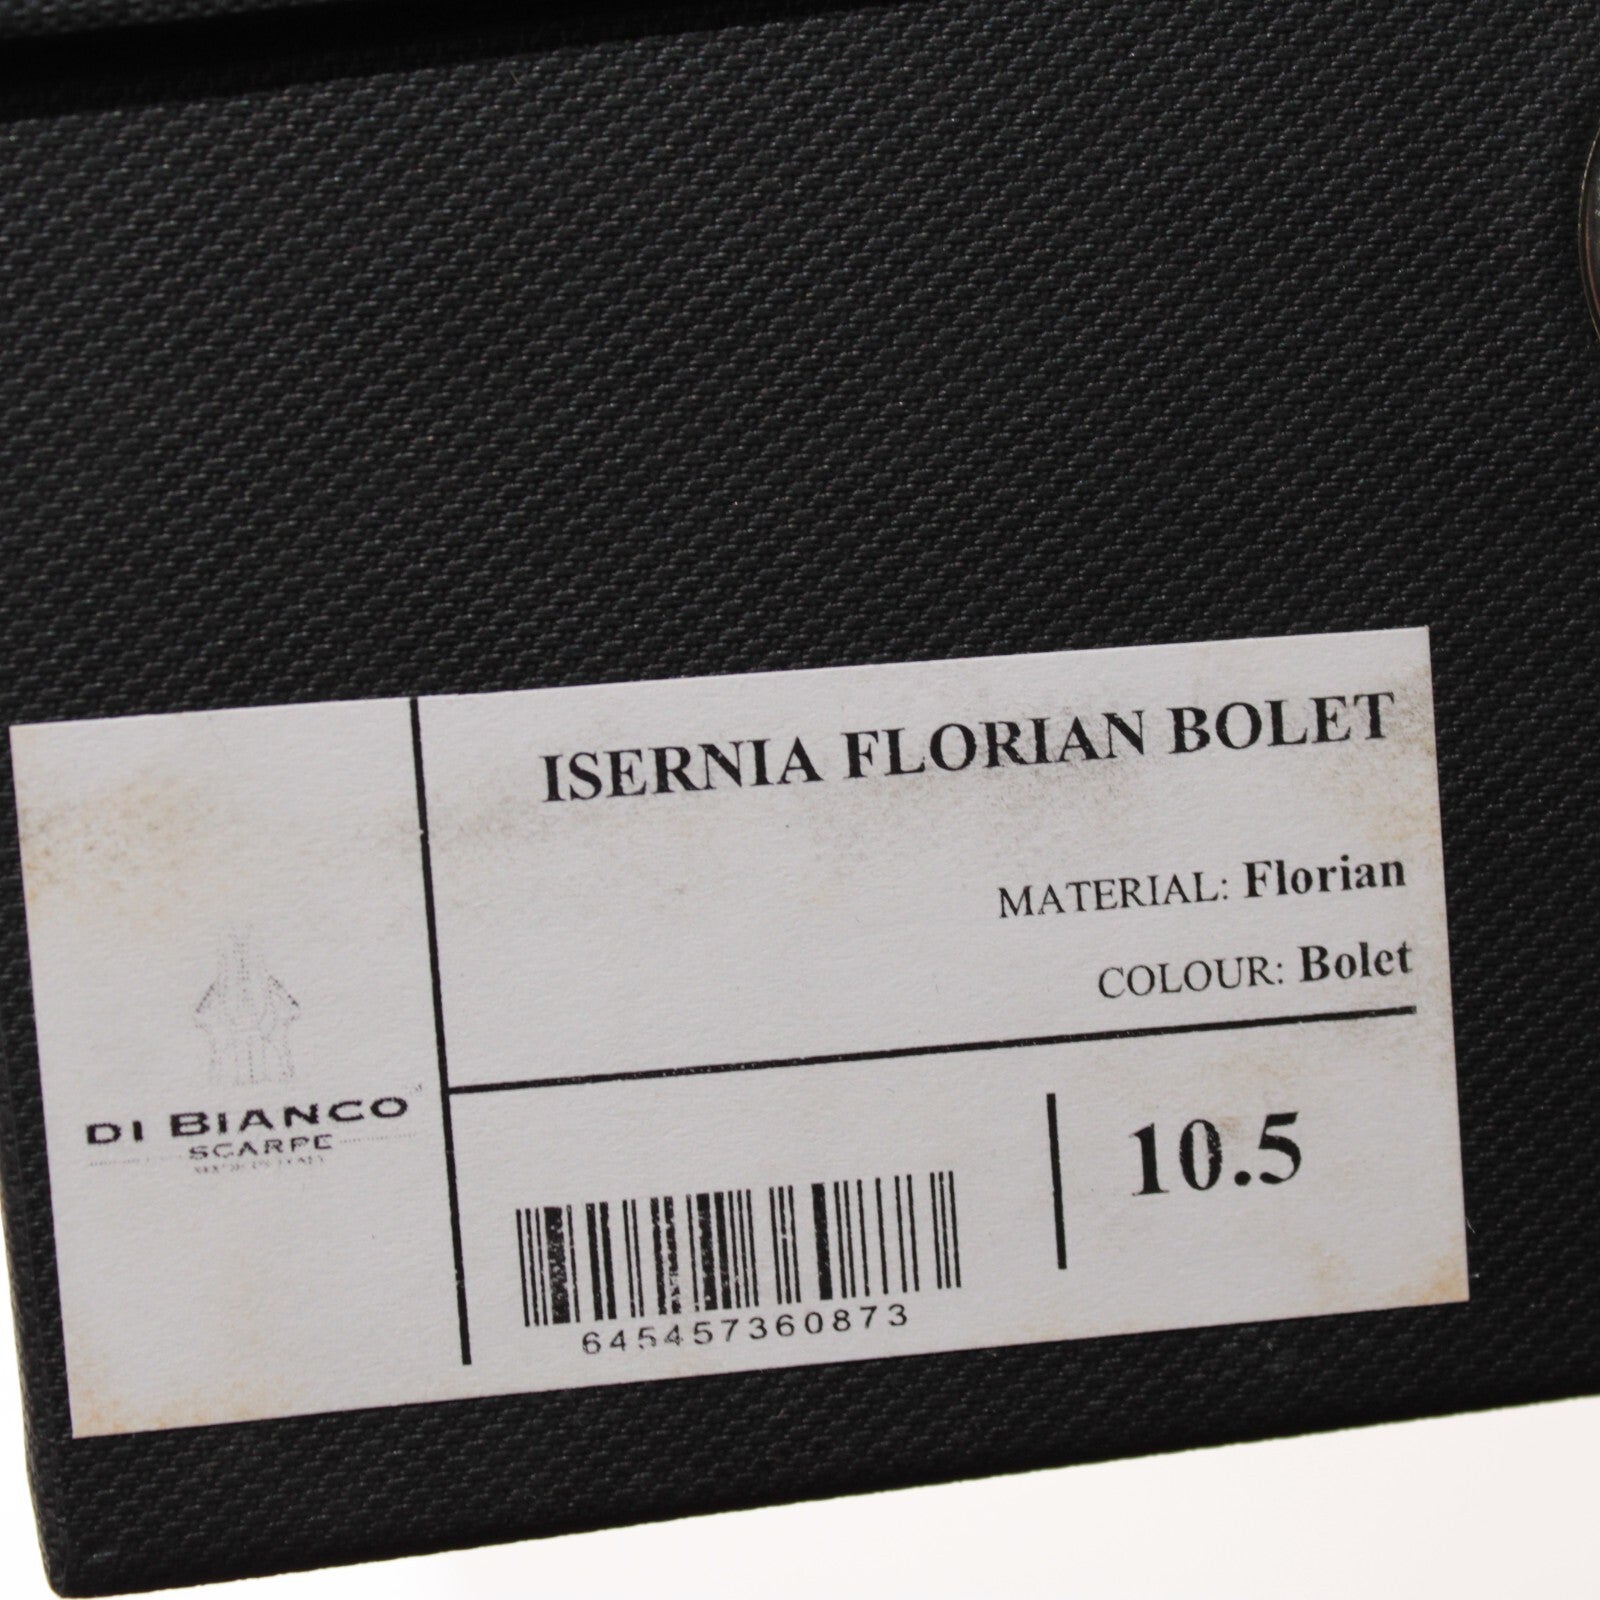 ISERNIA FLORIAN BOLET
MATERIAL: Florian
COLOUR: Bolet
DI BIANCO
SCARPE
645457360873
10.5